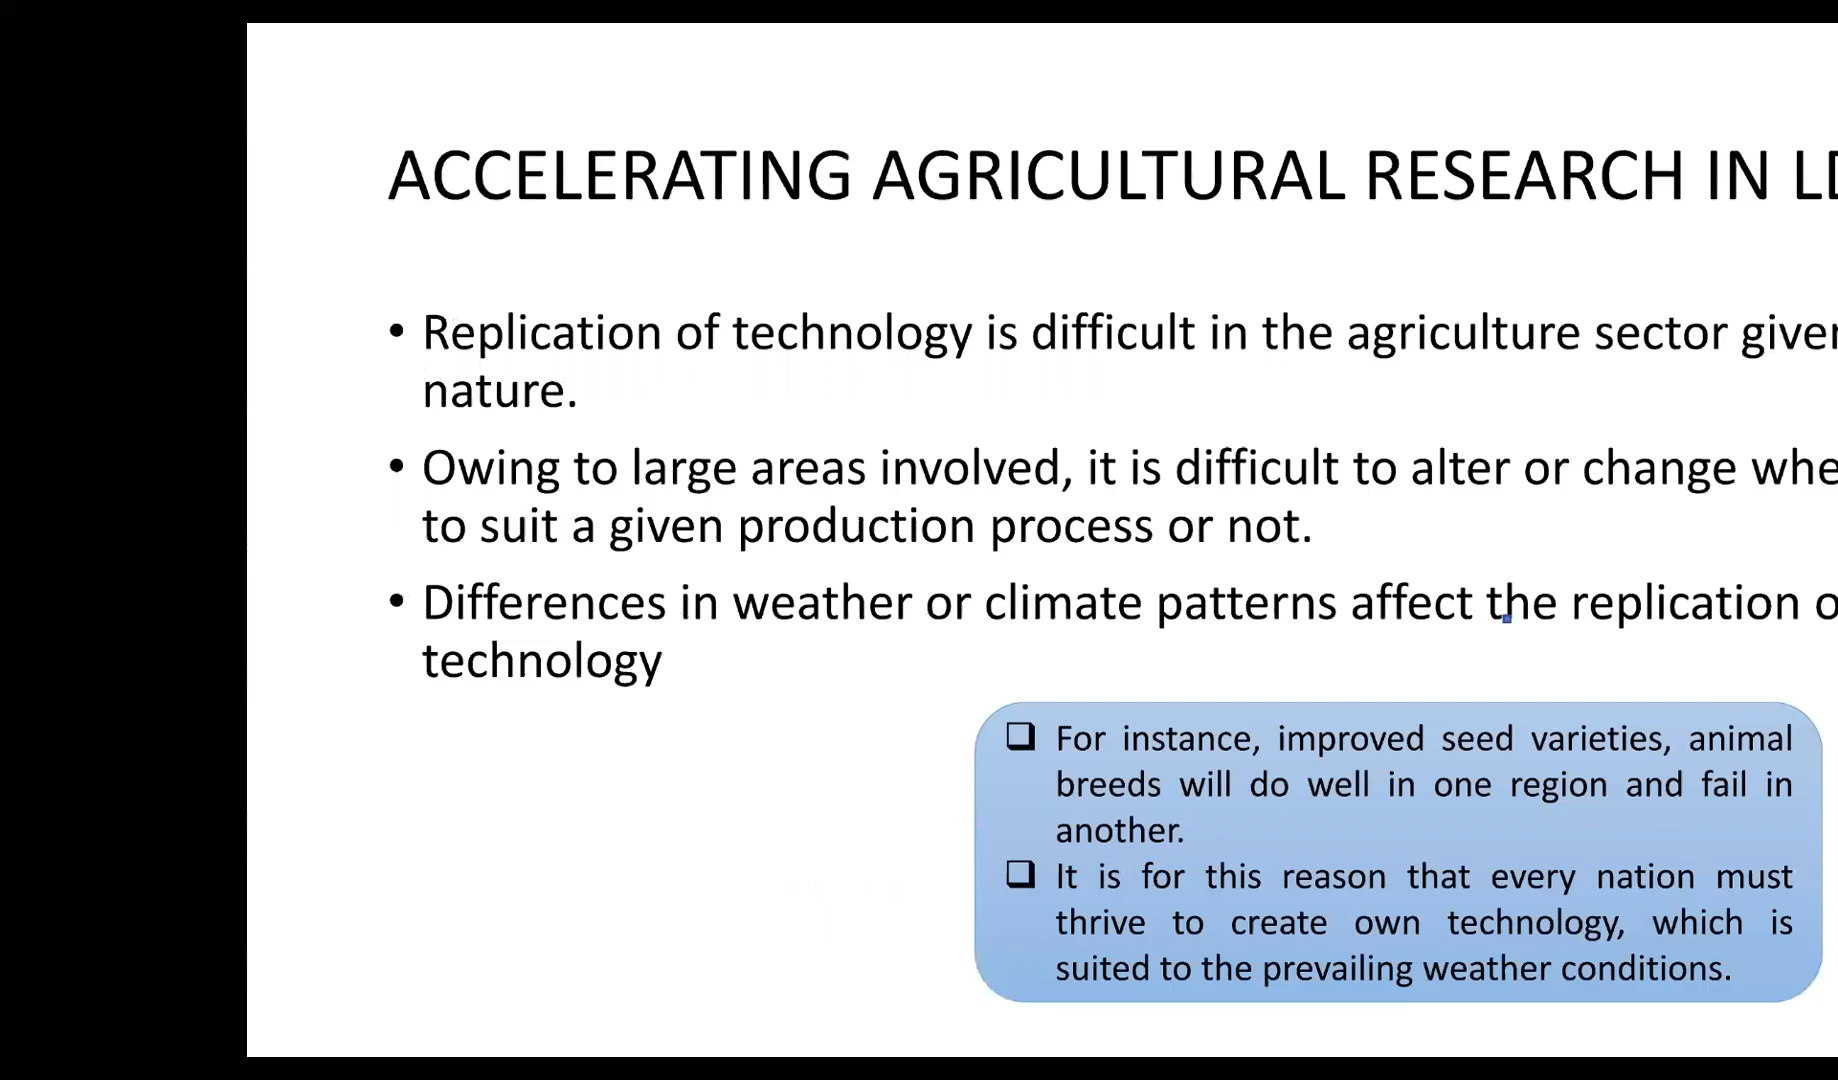 ACCELERATING AGRICULTURAL RESEARCH IN
• Replication of technology is difficult in the agriculture sector
nature.
• Owing to large areas involved, it is difficult to alter or change
to suit a given production process or not.
• Differences in weather or climate patterns affect the replication
technology
❑ For instance, improved seed varieties, animal
breeds will do well in one region and fail in
another.
❑ It is for this reason that every nation must
thrive to create own technology, which is
suited to the prevailing weather conditions.